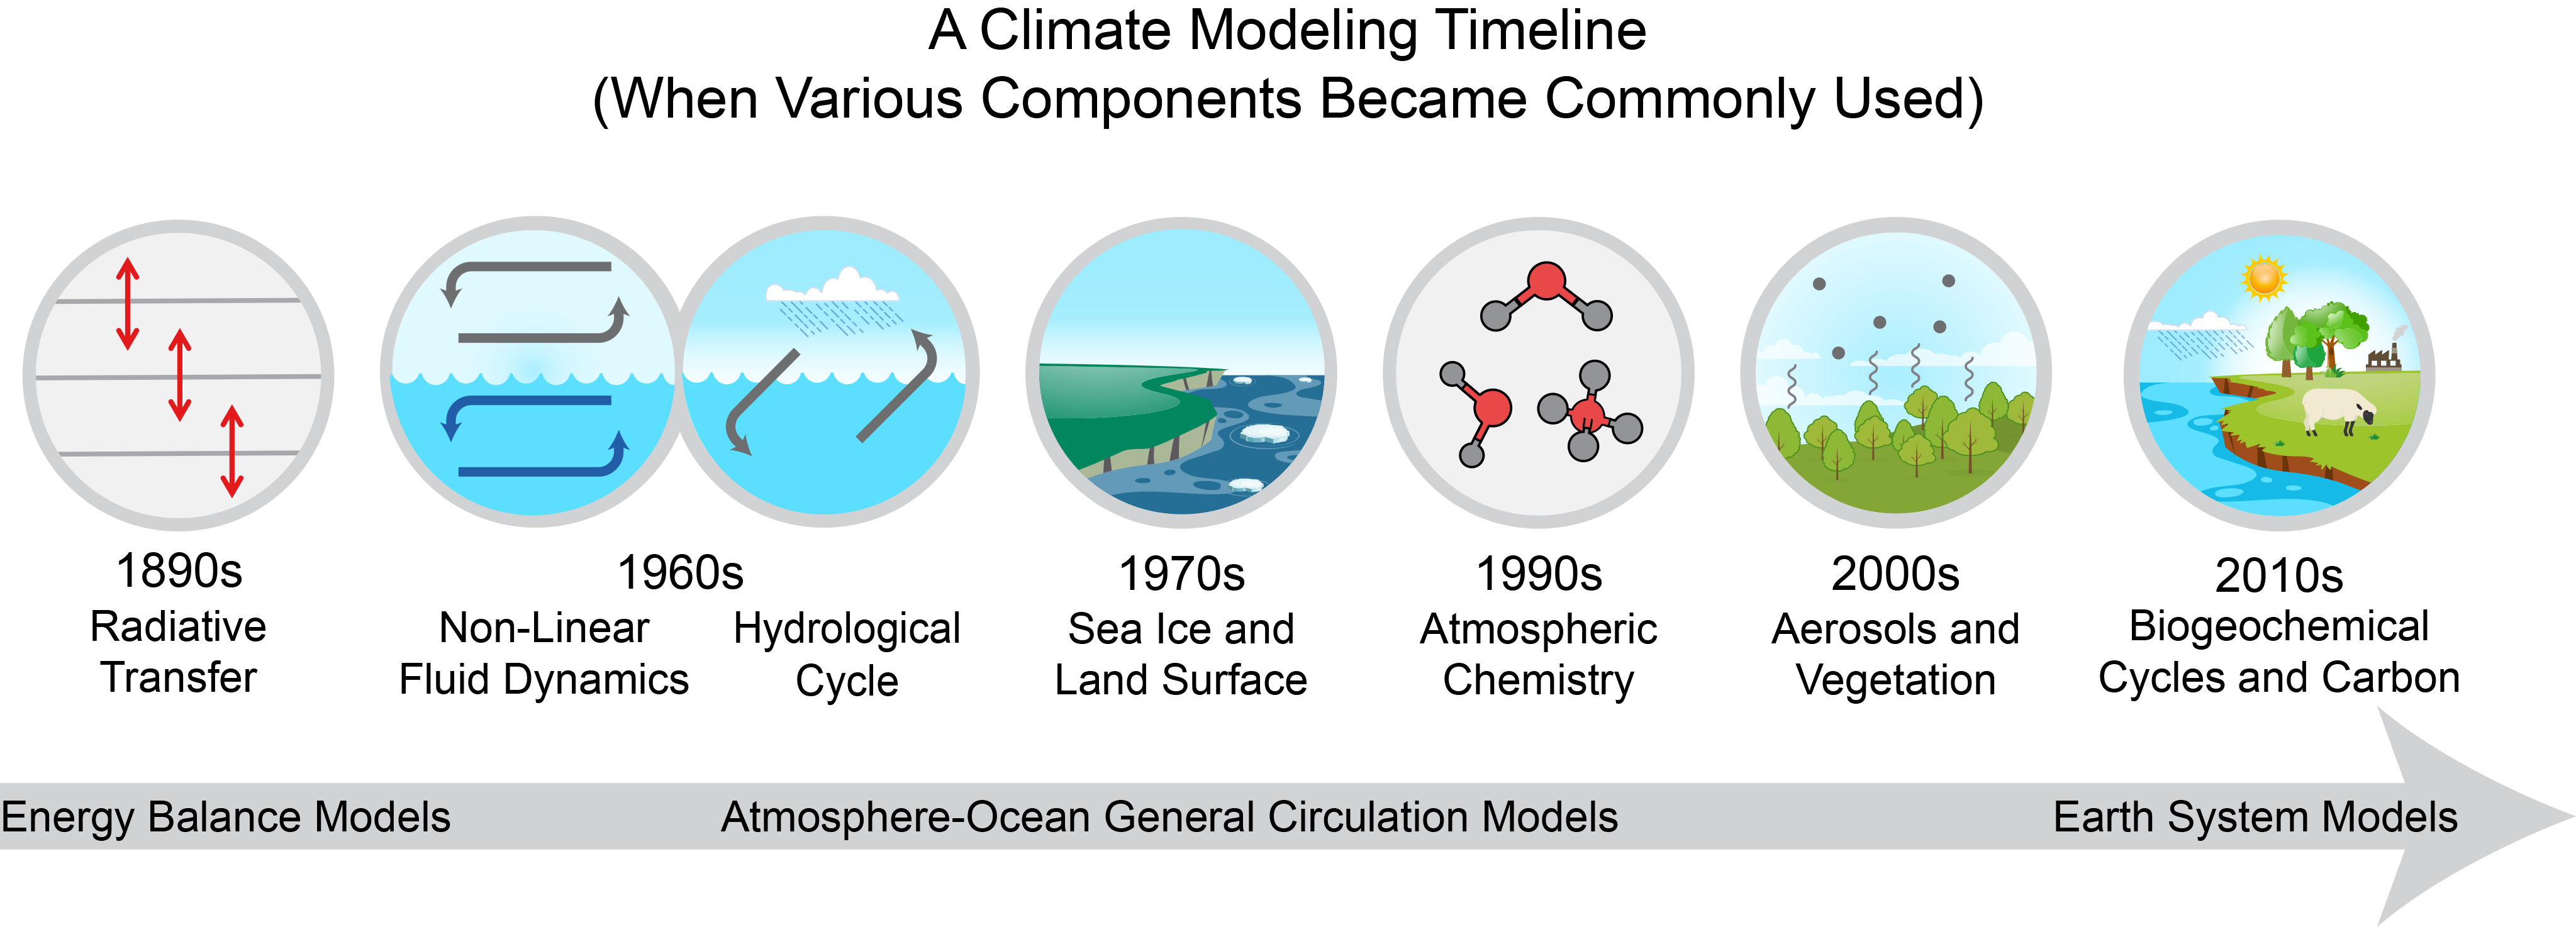 A Climate Modeling Timeline
(When Various Components Became Commonly Used)
1890s
Radiative
Transfer
1960s
Non-Linear
Fluid Dynamics
Hydrological
Cycle
1970s
Sea Ice and
Land Surface
1990s
Atmospheric
Chemistry
2000s
Aerosols and
Vegetation
2010s
Biogeochemical
Cycles and Carbon
Energy Balance Models
Atmosphere-Ocean General Circulation Models
Earth System Models